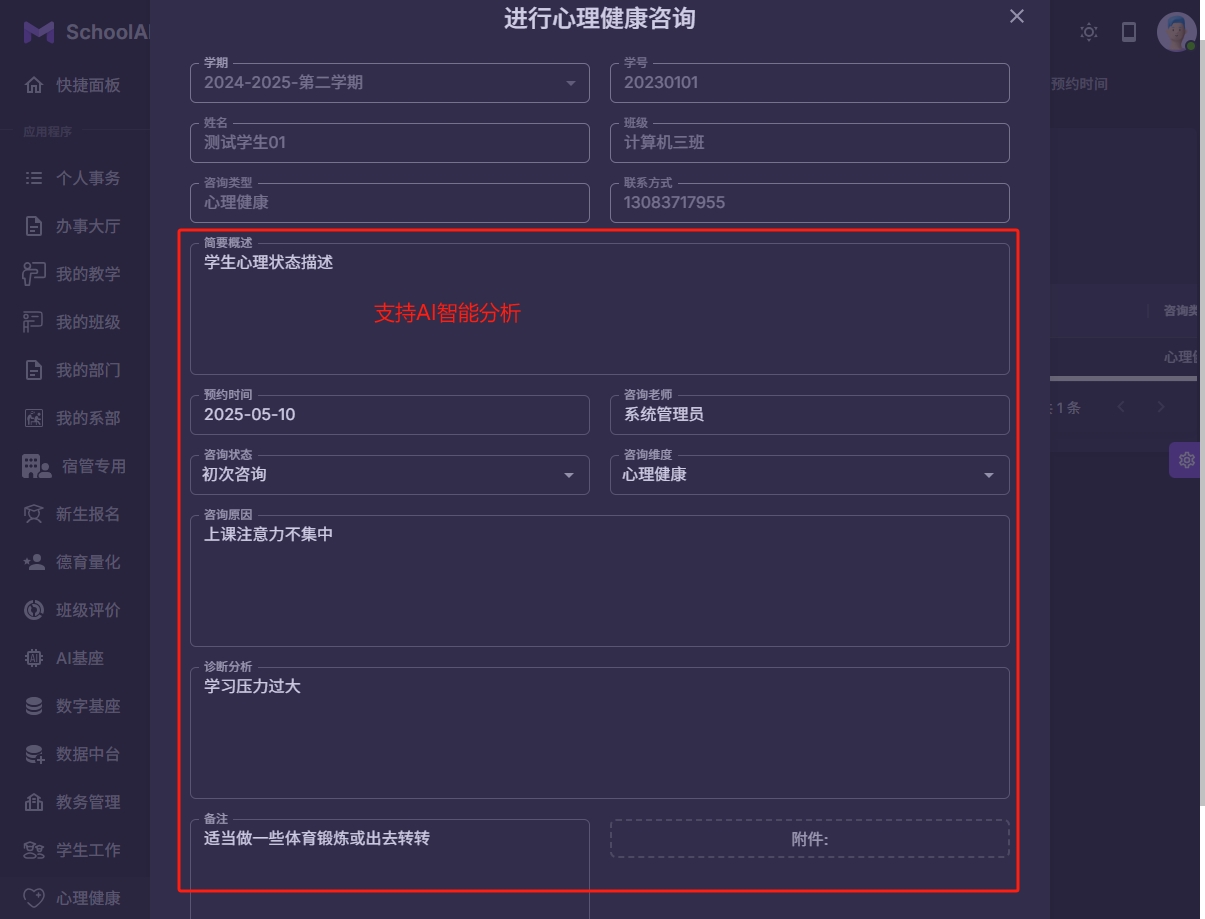 进行心理健康咨询
SchoolAI
快捷面板
应用程序
个人事务
办事大厅
我的教学
我的班级
我的部门
我的系部
宿管专用
新生报名
德育量化
班级评价
AI基座
数字基座
数据中台
教务管理
学生工作
心理健康
学期
2024-2025-第二学期
学号
20230101
姓名
测试学生01
班级
计算机三班
咨询类型
心理健康
联系方式
13083717955
简要概述
学生心理状态描述
支持AI智能分析
预约时间
2025-05-10
咨询老师
系统管理员
咨询状态
初次咨询
咨询维度
心理健康
咨询原因
上课注意力不集中
诊断分析
学习压力过大
备注
适当做一些体育锻炼或出去转转
附件:
预约时间
咨询类
心理
1 条